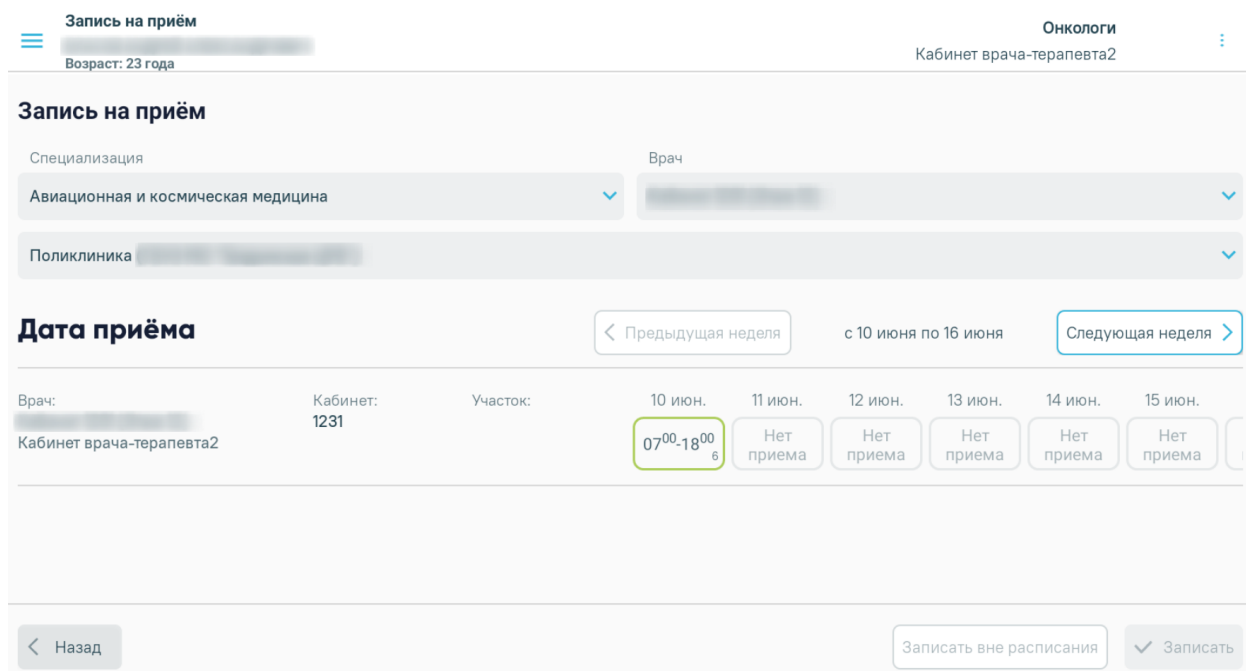 Запись на приём
Возраст: 23 года
Онкологи
Кабинет врача-терапевта2
Запись на приём
Специализация
Врач
Авиационная и космическая медицина
Поликлиника
Дата приёма
Предыдущая неделя
с 10 июня по 16 июня
Следующая неделя
Врач:
Кабинет:
Участок:
10 июн.
11 июн.
12 июн.
13 июн.
14 июн.
15 июн.
Кабинет врача-терапевта2
1231
07⁰⁰-18⁰⁰
6
Нет
приема
Нет
приема
Нет
приема
Нет
приема
Нет
приема
Назад
Записать вне расписания
Записать